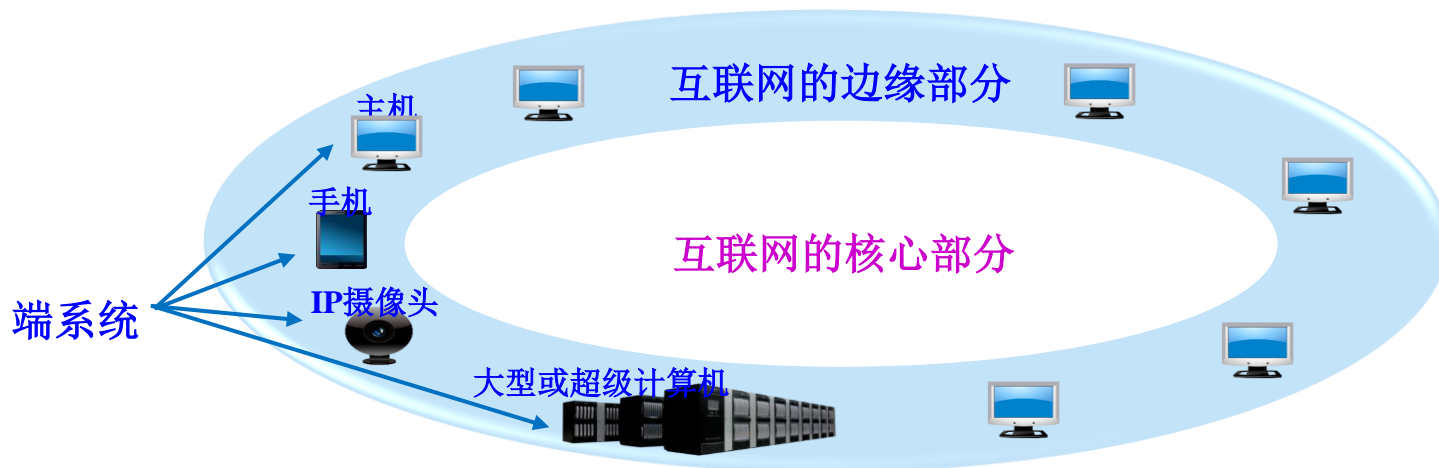 互联网的边缘部分
主机
手机
互联网的核心部分
IP摄像头
端系统
大型或超级计算机